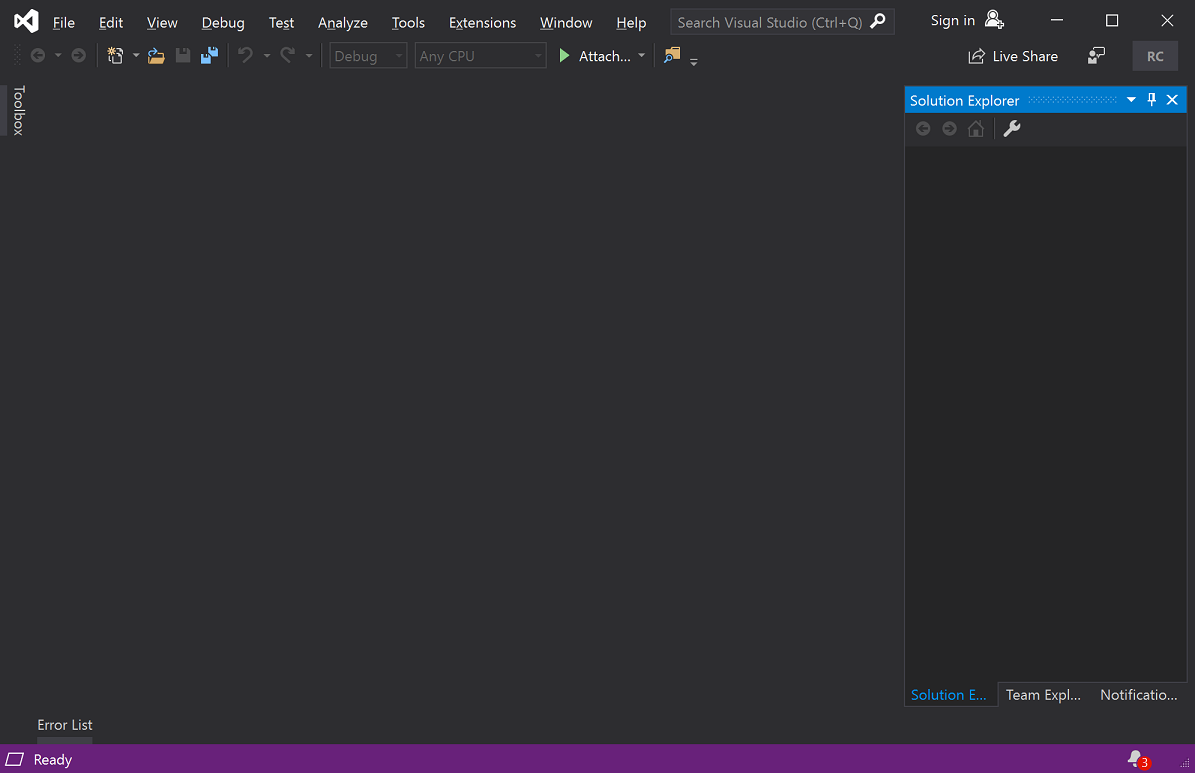 File Edit View Debug Test Analyze Tools Extensions Window Help Search Visual Studio (Ctrl+Q) Sign in
Debug Any CPU Attach... Live Share RC
Toolbox
Solution Explorer
Solution E... Team Expl... Notificatio...
Error List
Ready 3